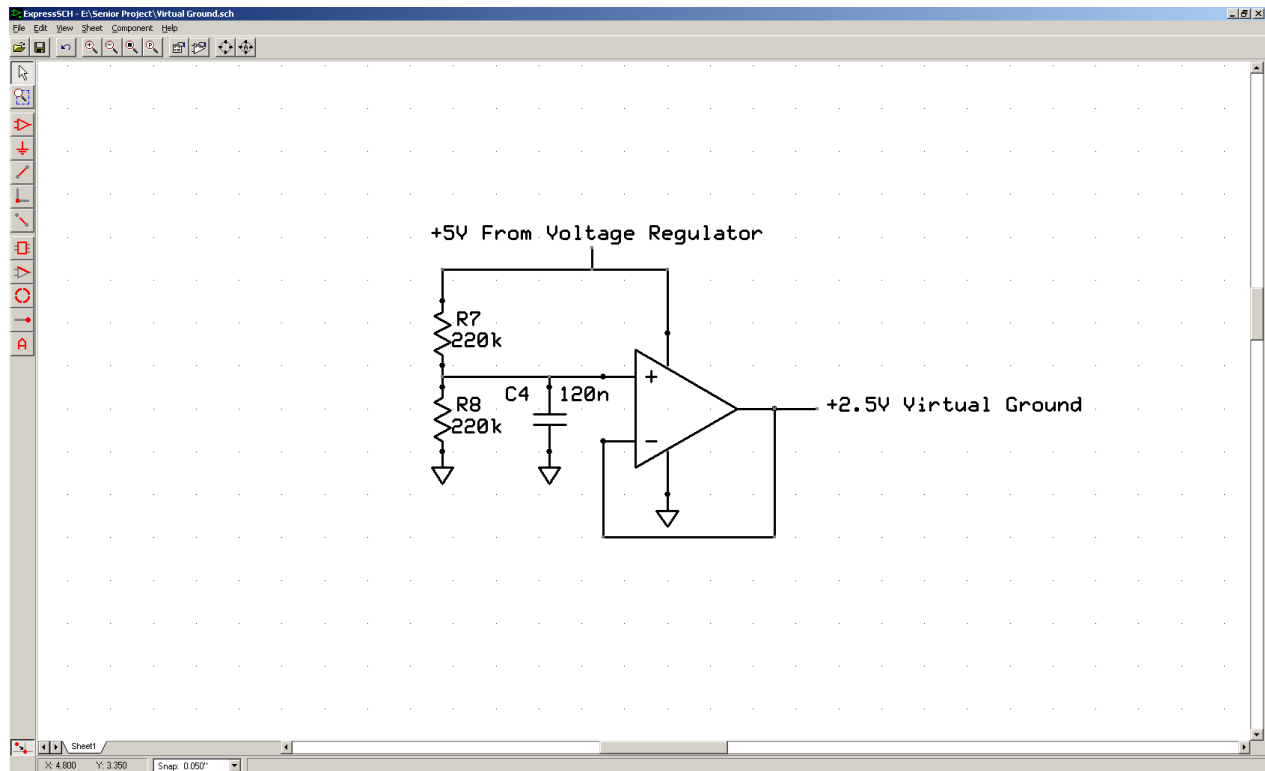 ExpressSCH - E:\Senior Project\Virtual Ground.sch
File Edit View Sheet Component Help
+5V From Voltage Regulator
R7
220k
C4 120n
R8
220k
+
−
+2.5V Virtual Ground
Sheet1
X: 4.800 Y: 3.350 Snap: 0.050"